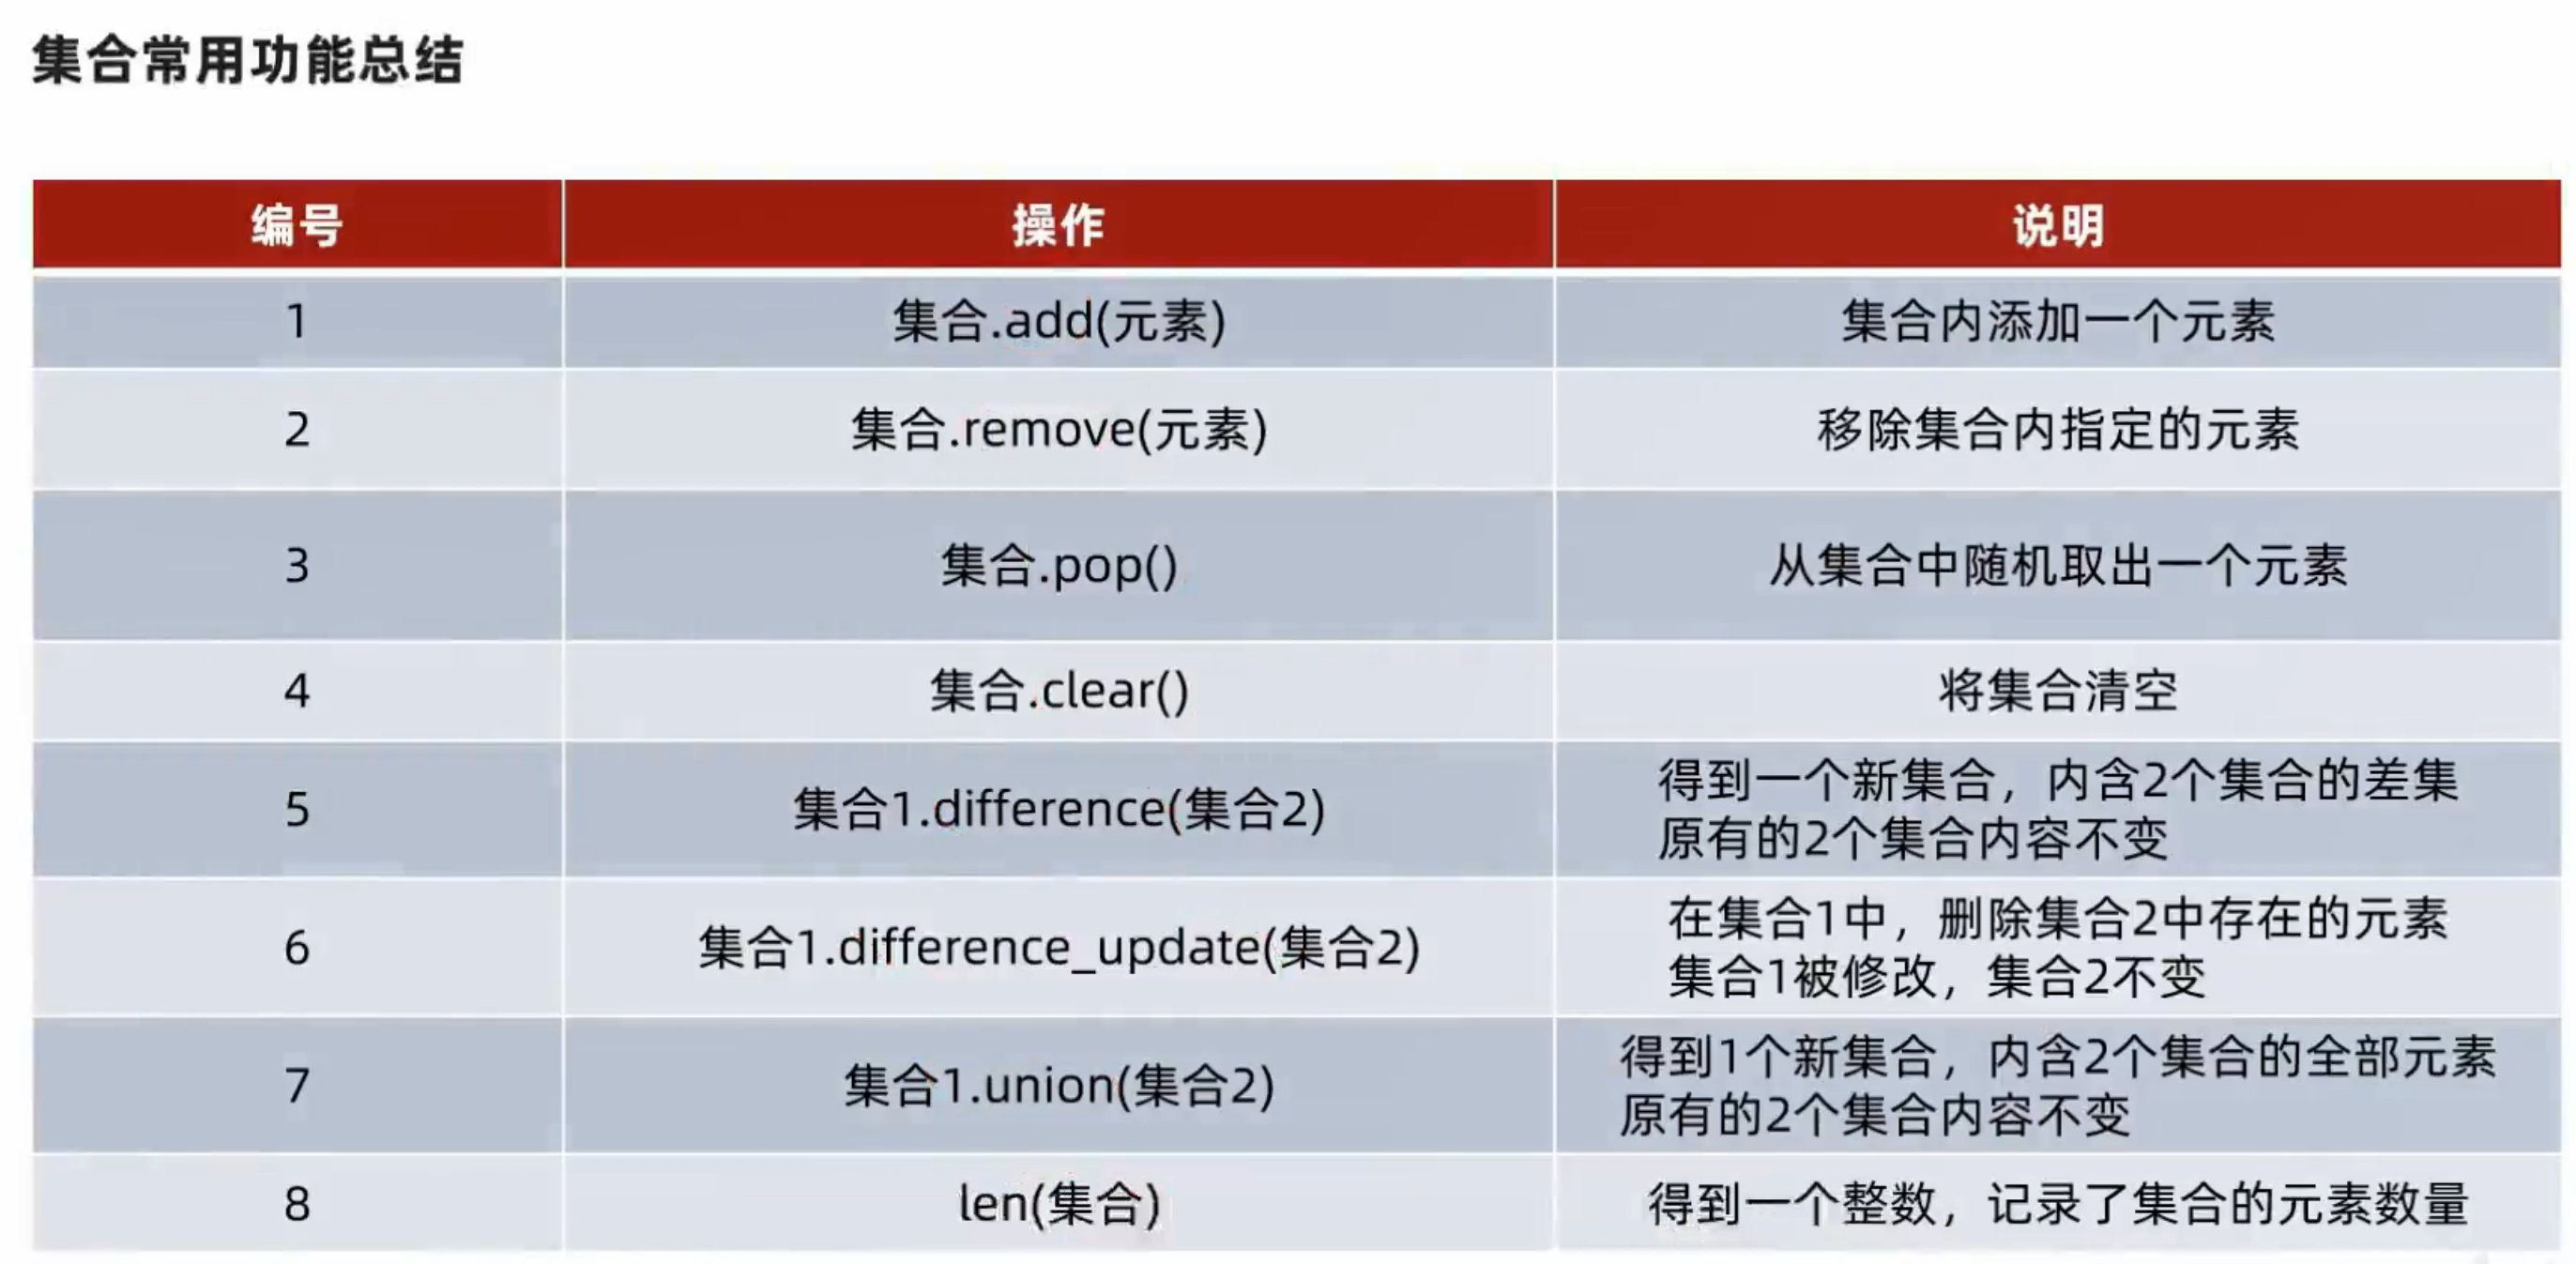 集合常用功能总结
编号 操作 说明
1 集合.add(元素) 集合内添加一个元素
2 集合.remove(元素) 移除集合内指定的元素
3 集合.pop() 从集合中随机取出一个元素
4 集合.clear() 将集合清空
5 集合1.difference(集合2) 得到一个新集合，内含2个集合的差集
原有的2个集合内容不变
6 集合1.difference_update(集合2) 在集合1中，删除集合2中存在的元素
集合1被修改，集合2不变
7 集合1.union(集合2) 得到1个新集合，内含2个集合的全部元素
原有的2个集合内容不变
8 len(集合) 得到一个整数，记录了集合的元素数量